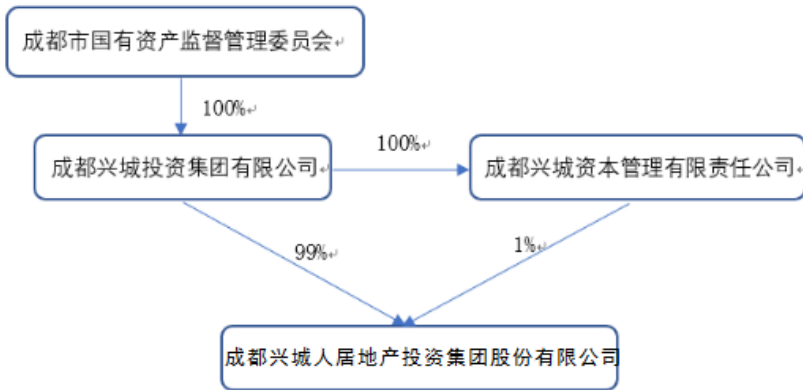 成都市国有资产监督管理委员会
100%
成都兴城投资集团有限公司
100%
成都兴城资本管理有限责任公司
99%
1%
成都兴城人居地产投资集团股份有限公司